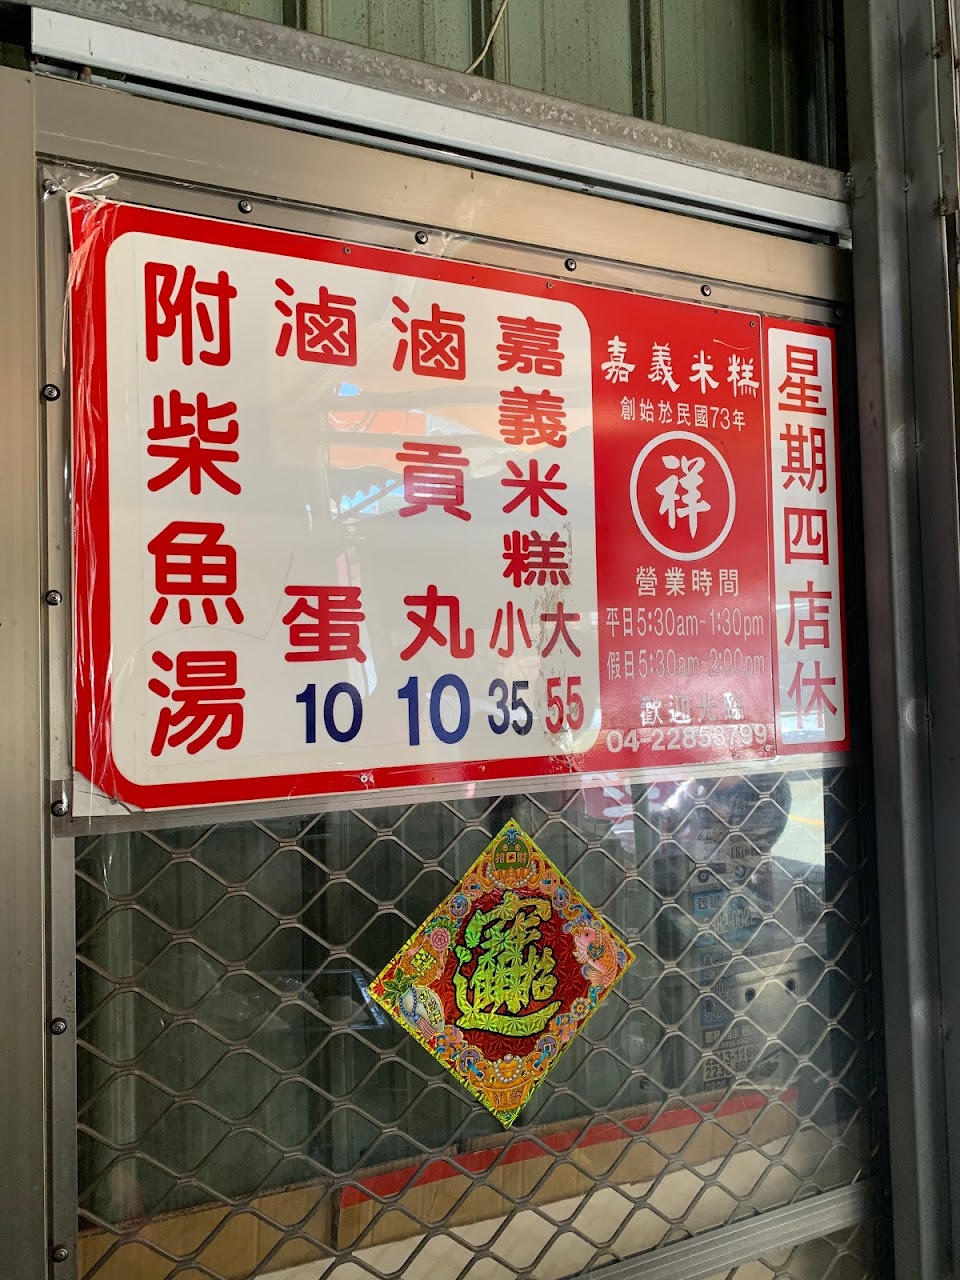 星期四店休
嘉義米糕
創始於民國73年
祥
營業時間
平日5:30am~1:30pm
假日5:30am~2:00pm
歡迎光臨
04-22853799
嘉義米糕
大 55
小 35
滷貢丸 10
滷蛋 10
附柴魚湯
招財